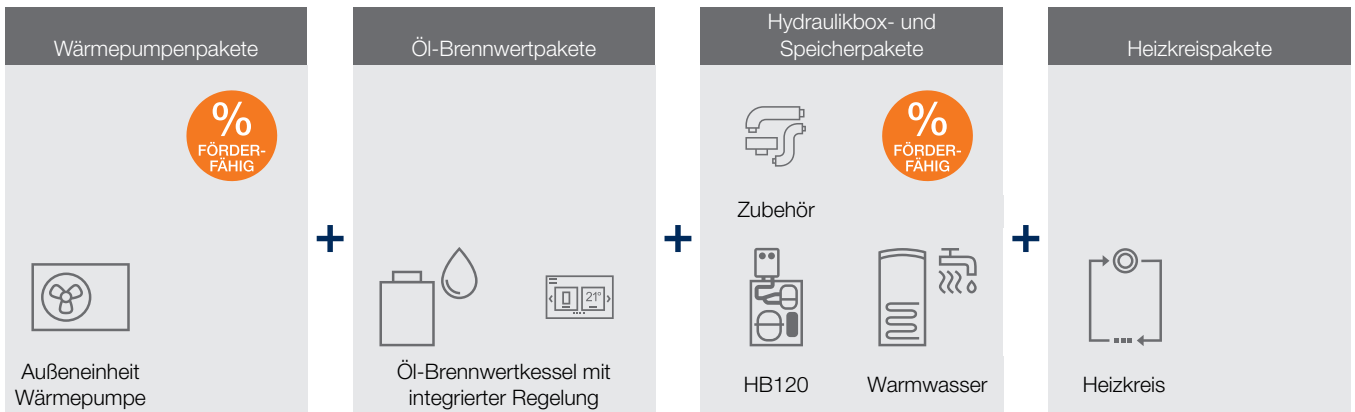 Wärmepumpenpakete
%
FÖRDER-
FÄHIG
Außeneinheit
Wärmepumpe
+
Öl-Brennwertpakete
21°
Öl-Brennwertkessel mit
integrierter Regelung
+
Hydraulikbox- und
Speicherpakete
%
FÖRDER-
FÄHIG
Zubehör
HB120
Warmwasser
+
Heizkreispakete
Heizkreis